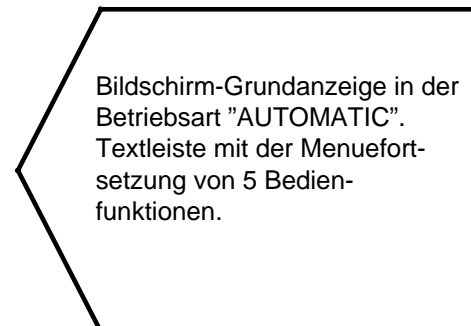 Bildschirm-Grundanzeige in der
Betriebsart ”AUTOMATIC”.
Textleiste mit der Menuefort-
setzung von 5 Bedien-
funktionen.